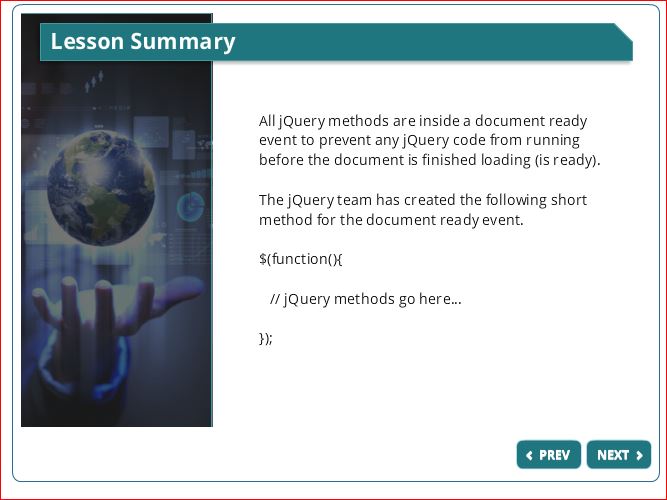 Lesson Summary
All jQuery methods are inside a document ready
event to prevent any jQuery code from running
before the document is finished loading (is ready).
The jQuery team has created the following short
method for the document ready event.
$(function(){
// jQuery methods go here...
});
PREV
NEXT